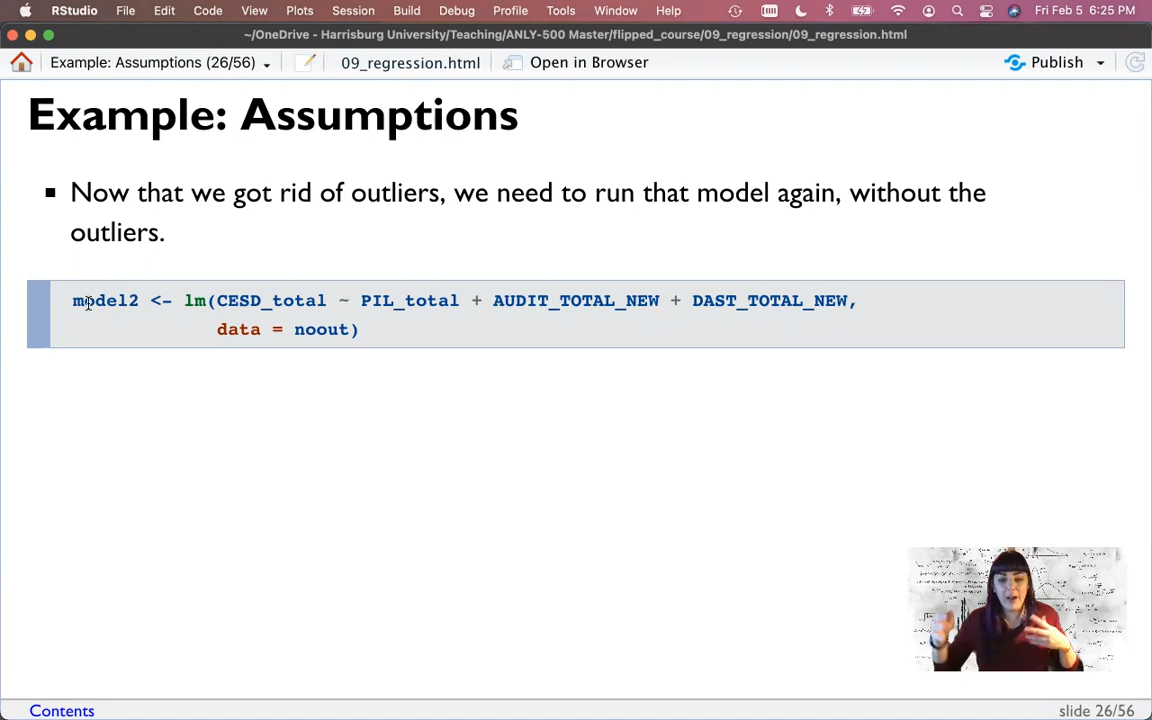 RStudio File Edit Code View Plots Session Build Debug Profile Tools Window Help Fri Feb 5 6:25 PM
~/OneDrive - Harrisburg University/Teaching/ANLY-500 Master/flipped_course/09_regression/09_regression.html
Example: Assumptions (26/56) 09_regression.html Open in Browser Publish
Example: Assumptions
Now that we got rid of outliers, we need to run that model again, without the
outliers.
model2 <- lm(CESD_total ~ PIL_total + AUDIT_TOTAL_NEW + DAST_TOTAL_NEW,
data = noout)
Contents slide 26/56